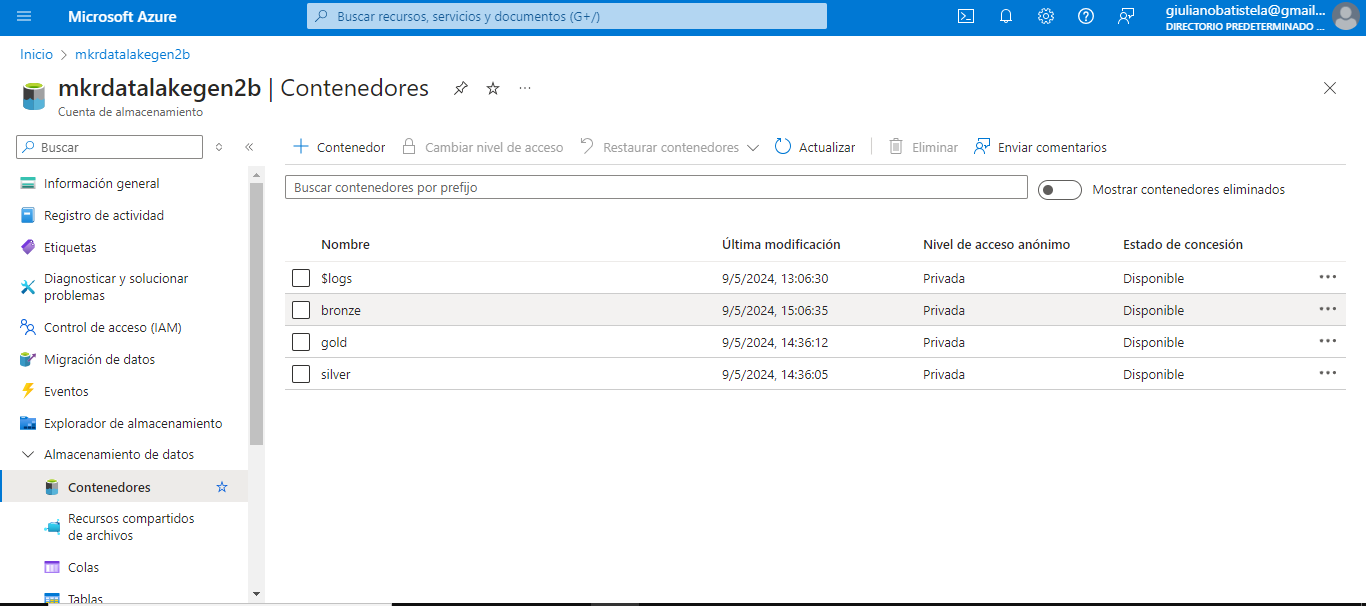 Microsoft Azure
Buscar recursos, servicios y documentos (G+/)
giulianobatistela@gmail...
DIRECTORIO PREDETERMINADO ...
Inicio > mkrdatalakegen2b
mkrdatalakegen2b | Contenedores ...
Cuenta de almacenamiento
Buscar
Contenedor
Cambiar nivel de acceso
Restaurar contenedores
Actualizar
Eliminar
Enviar comentarios
Buscar contenedores por prefijo
Mostrar contenedores eliminados
Información general
Registro de actividad
Etiquetas
Diagnosticar y solucionar
problemas
Control de acceso (IAM)
Migración de datos
Eventos
Explorador de almacenamiento
Almacenamiento de datos
Contenedores
Recursos compartidos
de archivos
Colas
Tablas
Nombre Última modificación Nivel de acceso anónimo Estado de concesión
$logs 9/5/2024, 13:06:30 Privada Disponible
bronze 9/5/2024, 15:06:35 Privada Disponible
gold 9/5/2024, 14:36:12 Privada Disponible
silver 9/5/2024, 14:36:05 Privada Disponible